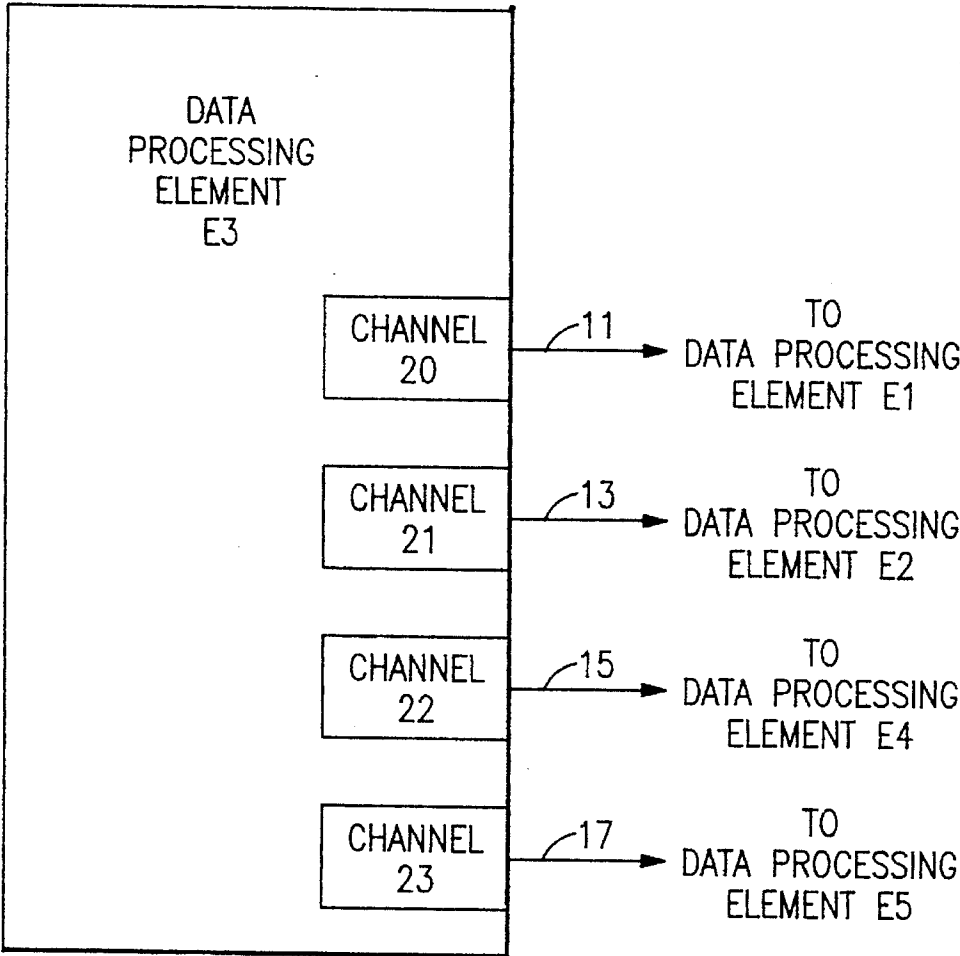 DATA
PROCESSING
ELEMENT
E3
CHANNEL
20
11
TO
DATA PROCESSING
ELEMENT E1
CHANNEL
21
13
TO
DATA PROCESSING
ELEMENT E2
CHANNEL
22
15
TO
DATA PROCESSING
ELEMENT E4
CHANNEL
23
17
TO
DATA PROCESSING
ELEMENT E5